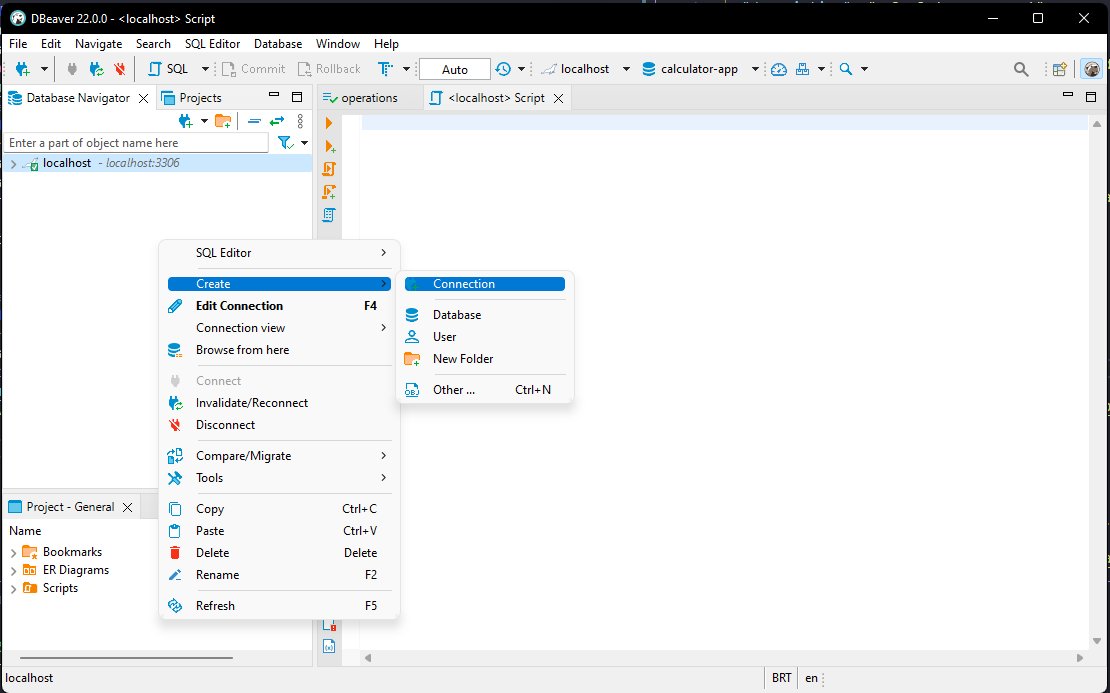 DBeaver 22.0.0 - <localhost> Script
File Edit Navigate Search SQL Editor Database Window Help
SQL Commit Rollback Auto localhost calculator-app
Database Navigator Projects
operations <localhost> Script
Enter a part of object name here
localhost - localhost:3306
SQL Editor
Create
Edit Connection F4
Connection view
Browse from here
Connect
Invalidate/Reconnect
Disconnect
Compare/Migrate
Tools
Copy Ctrl+C
Paste Ctrl+V
Delete Delete
Rename F2
Refresh F5
Connection
Database
User
New Folder
Other ... Ctrl+N
Project - General
Name
Bookmarks
ER Diagrams
Scripts
localhost BRT en